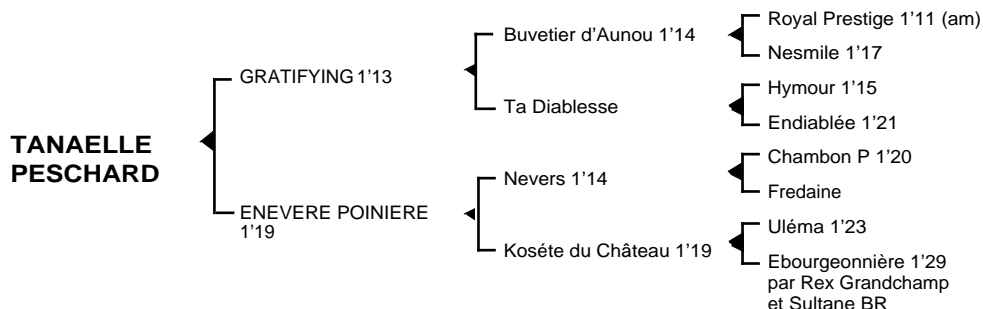 TANAELLE
PESCHARD
GRATIFYING 1'13
ENEVERE POINIERE
1'19
Buvetier d'Aunou 1'14
Ta Diablesse
Nevers 1'14
Koséte du Château 1'19
Royal Prestige 1'11 (am)
Nesmile 1'17
Hymour 1'15
Endiablée 1'21
Chambon P 1'20
Fredaine
Uléma 1'23
Ebourgeonnière 1'29
par Rex Grandchamp
et Sultane BR